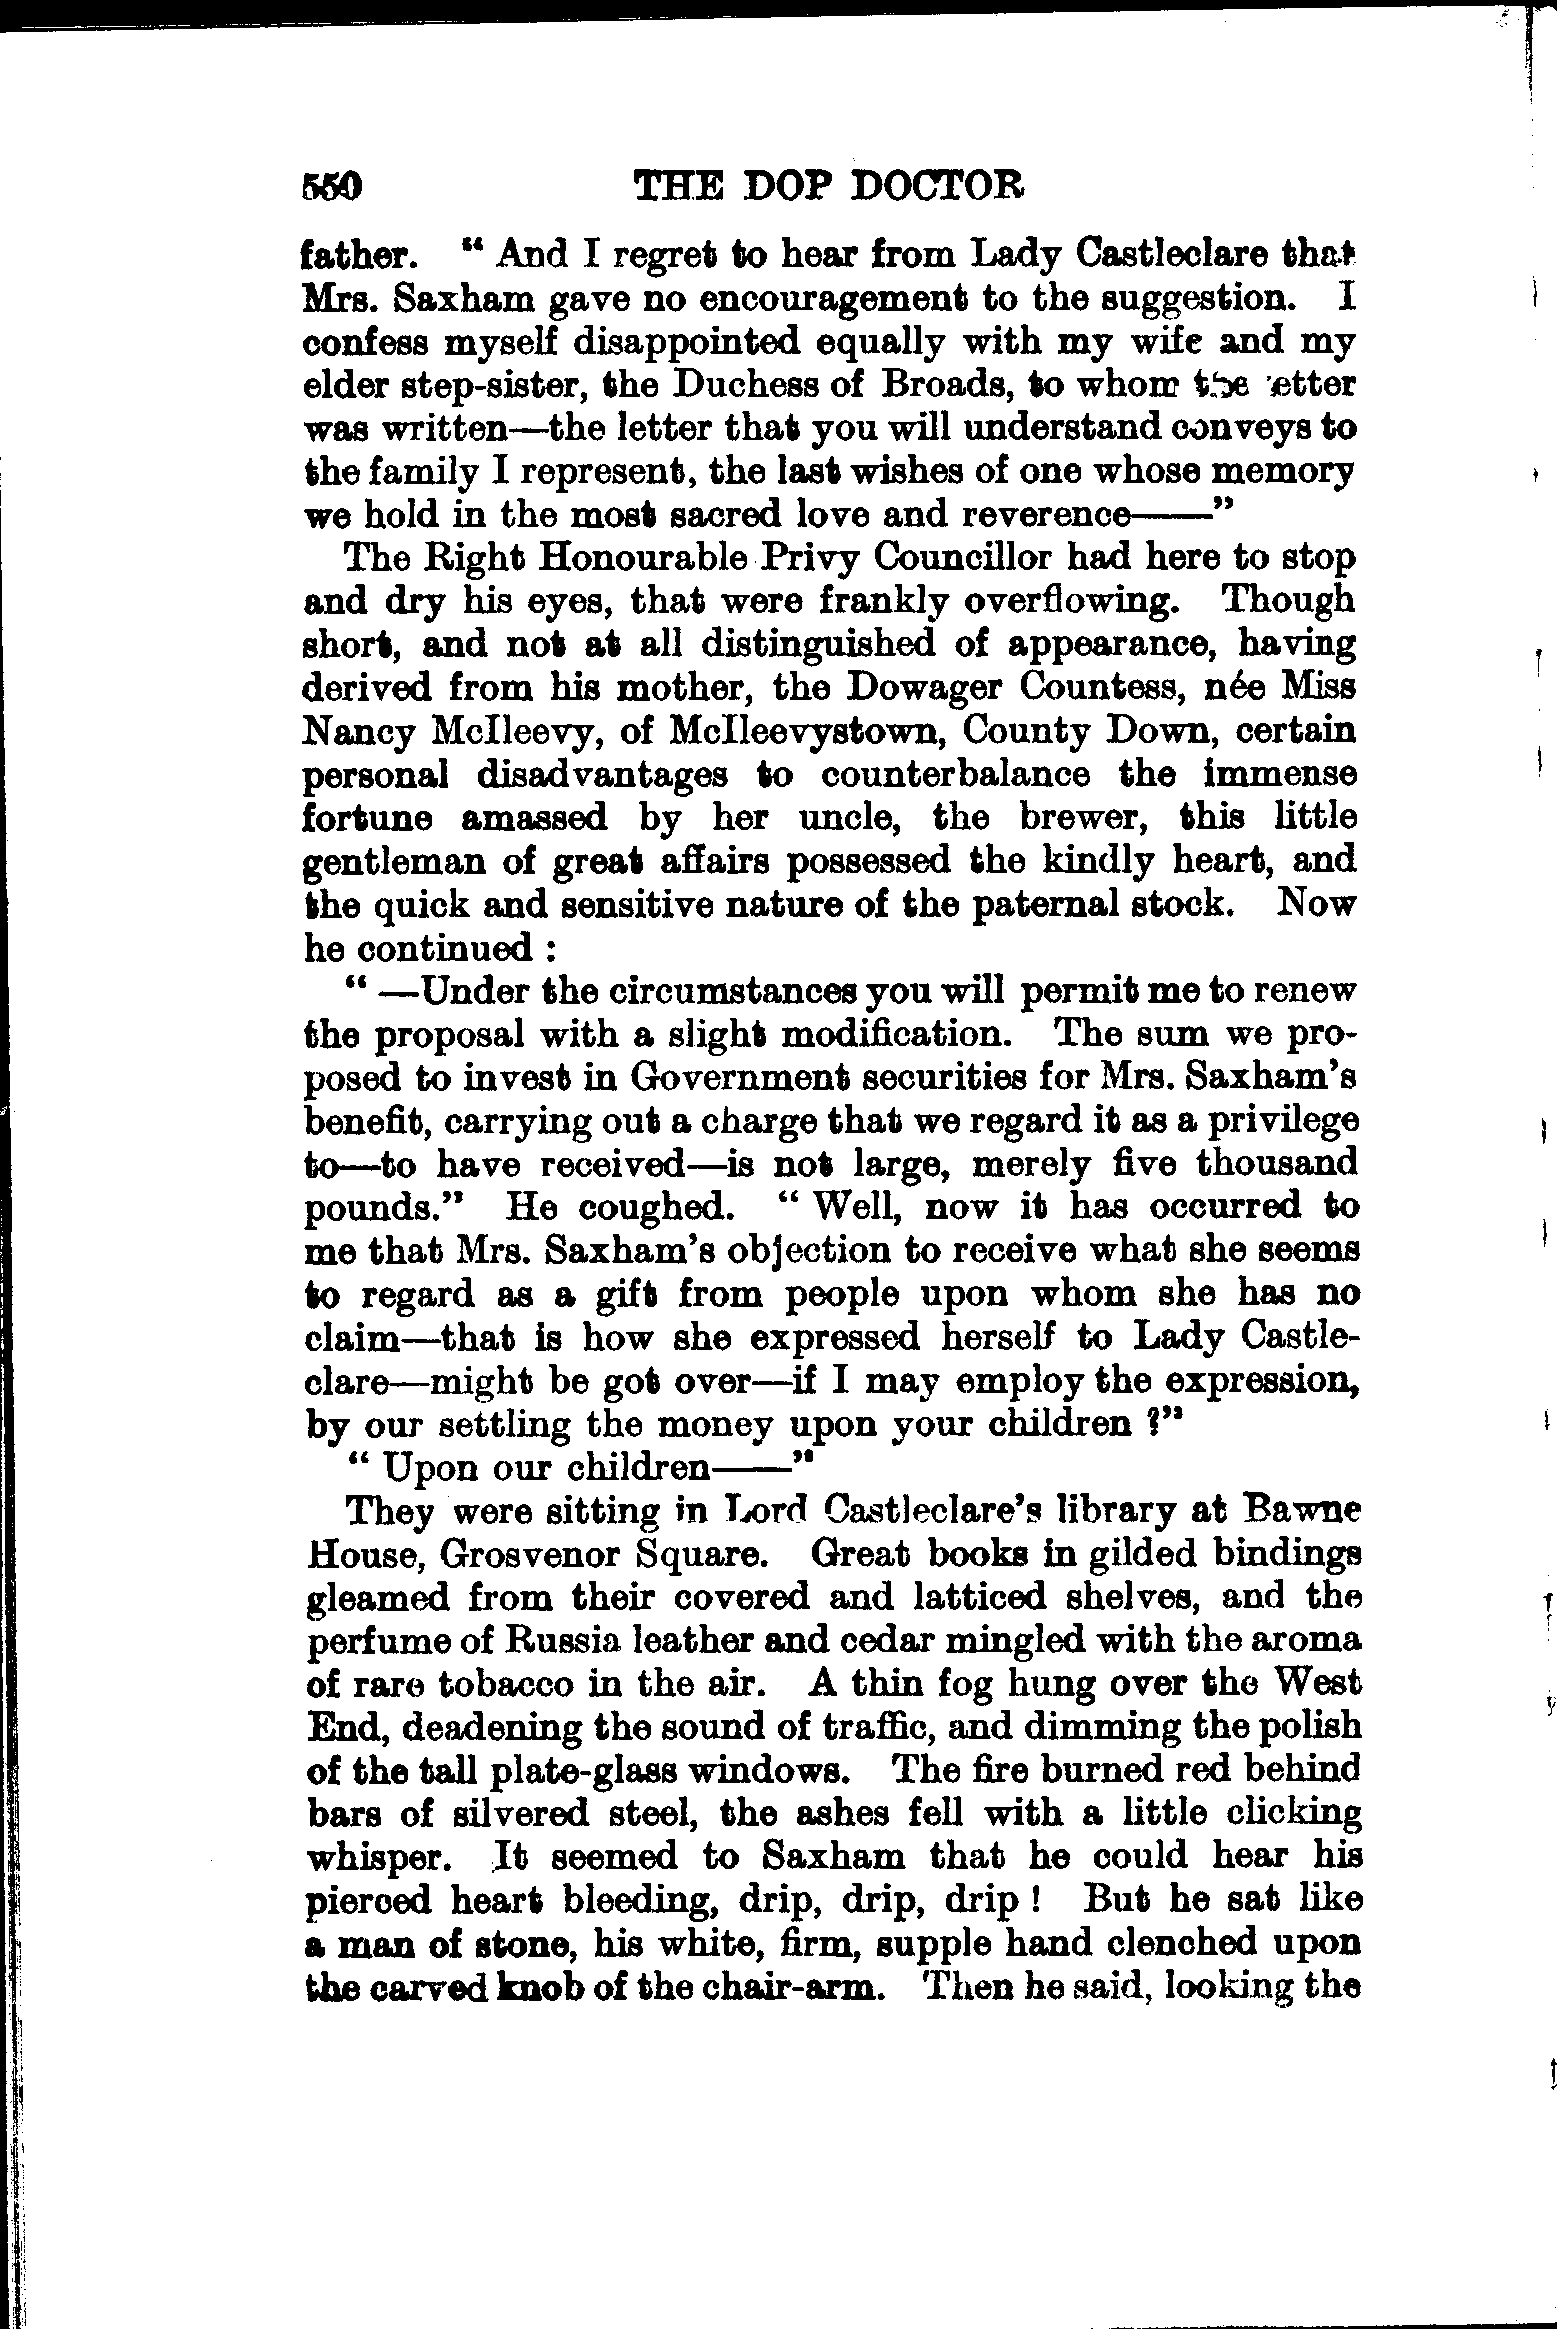 550 THE DOP DOCTOR
father. “ And I regret to hear from Lady Castleclare that
Mrs. Saxham gave no encouragement to the suggestion. I
confess myself disappointed equally with my wife and my
elder step-sister, the Duchess of Broads, to whom the letter
was written—the letter that you will understand conveys to
the family I represent, the last wishes of one whose memory
we hold in the most sacred love and reverence——”
The Right Honourable Privy Councillor had here to stop
and dry his eyes, that were frankly overflowing. Though
short, and not at all distinguished of appearance, having
derived from his mother, the Dowager Countess, née Miss
Nancy McIleevy, of McIleevystown, County Down, certain
personal disadvantages to counterbalance the immense
fortune amassed by her uncle, the brewer, this little
gentleman of great affairs possessed the kindly heart, and
the quick and sensitive nature of the paternal stock. Now
he continued :
“ —Under the circumstances you will permit me to renew
the proposal with a slight modification. The sum we pro-
posed to invest in Government securities for Mrs. Saxham’s
benefit, carrying out a charge that we regard it as a privilege
to—to have received—is not large, merely five thousand
pounds.” He coughed. “ Well, now it has occurred to
me that Mrs. Saxham’s objection to receive what she seems
to regard as a gift from people upon whom she has no
claim—that is how she expressed herself to Lady Castle-
clare—might be got over—if I may employ the expression,
by our settling the money upon your children ?”
“ Upon our children——”
They were sitting in Lord Castleclare’s library at Bawne
House, Grosvenor Square. Great books in gilded bindings
gleamed from their covered and latticed shelves, and the
perfume of Russia leather and cedar mingled with the aroma
of rare tobacco in the air. A thin fog hung over the West
End, deadening the sound of traffic, and dimming the polish
of the tall plate-glass windows. The fire burned red behind
bars of silvered steel, the ashes fell with a little clicking
whisper. It seemed to Saxham that he could hear his
pierced heart bleeding, drip, drip, drip ! But he sat like
a man of stone, his white, firm, supple hand clenched upon
the carved knob of the chair-arm. Then he said, looking the